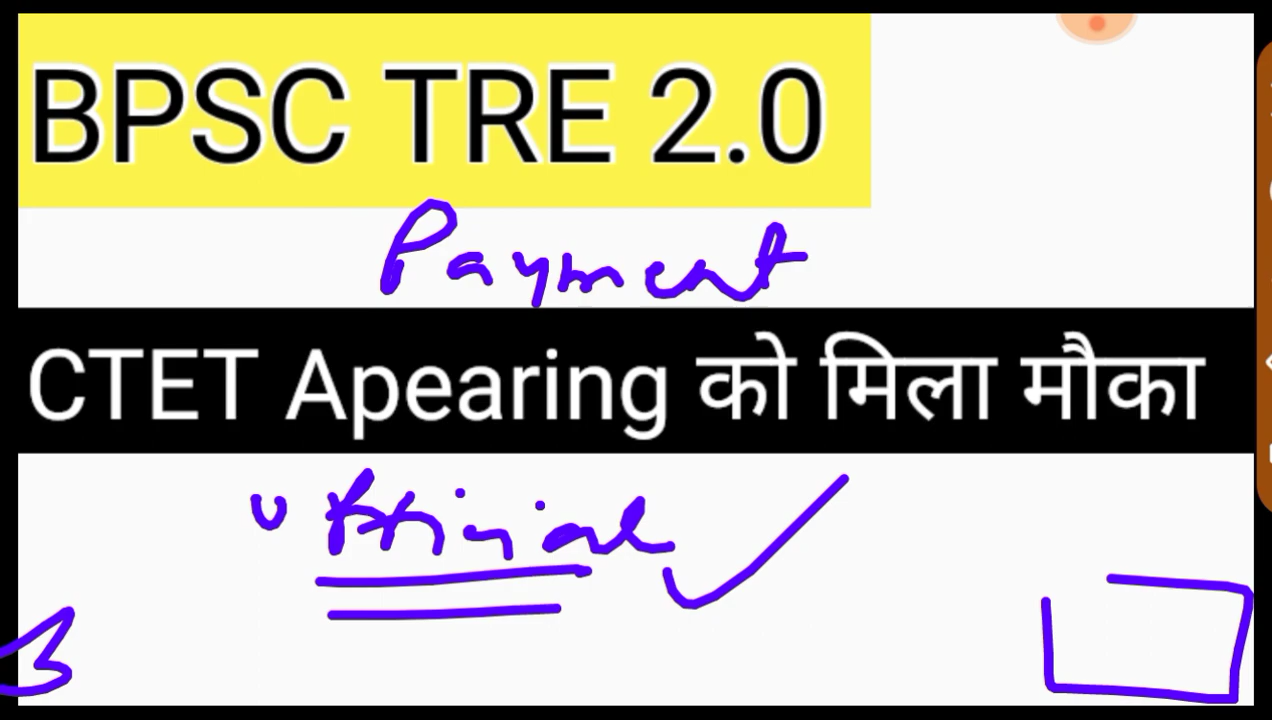 BPSC TRE 2.0
Payment
CTET Apearing को मिला मौका